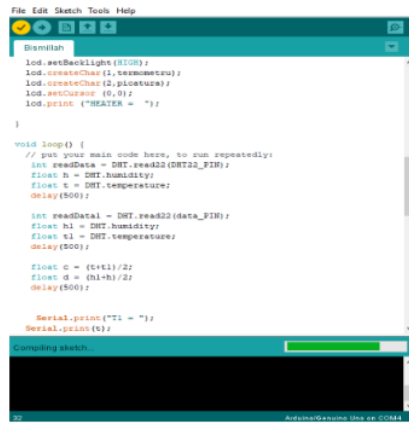 File Edit Sketch Tools Help
Bismillah
lcd.setBacklight(HIGH);
lcd.createChar(1,termometru);
lcd.createChar(2,picatura);
lcd.setCursor (0,0);
lcd.print ("HEATER =  ");
}
void loop() {
// put your main code here, to run repeatedly:
int readData = DHT.read22(DHT22_PIN);
float h = DHT.humidity;
float t = DHT.temperature;
delay(500);
int readData1 = DHT.read22(data_PIN);
float h1 = DHT.humidity;
float t1 = DHT.temperature;
delay(500);
float c = (t+t1)/2;
float d = (h1+h)/2;
delay(500);
Serial.print("T1 = ");
Serial.print(t);
Compiling sketch...
32
Arduino/Genuino Uno on COM4